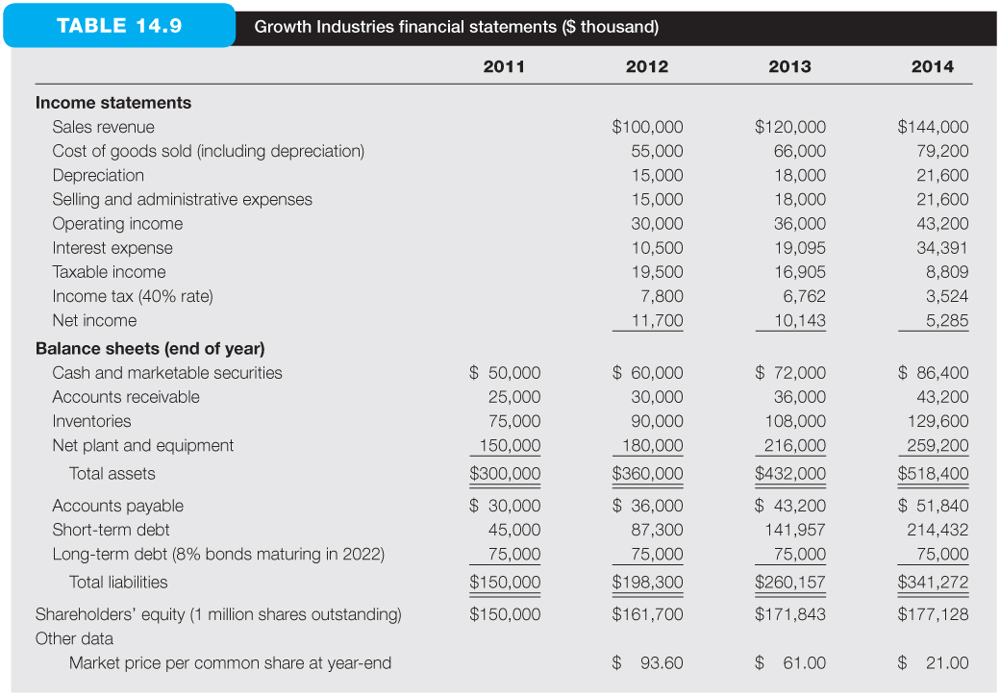 TABLE 14.9 Growth Industries financial statements ($ thousand)
2011 2012 2013 2014
Income statements
Sales revenue $100,000 $120,000 $144,000
Cost of goods sold (including depreciation) 55,000 66,000 79,200
Depreciation 15,000 18,000 21,600
Selling and administrative expenses 15,000 18,000 21,600
Operating income 30,000 36,000 43,200
Interest expense 10,500 19,095 34,391
Taxable income 19,500 16,905 8,809
Income tax (40% rate) 7,800 6,762 3,524
Net income 11,700 10,143 5,285
Balance sheets (end of year)
Cash and marketable securities $ 50,000 $ 60,000 $ 72,000 $ 86,400
Accounts receivable 25,000 30,000 36,000 43,200
Inventories 75,000 90,000 108,000 129,600
Net plant and equipment 150,000 180,000 216,000 259,200
Total assets $300,000 $360,000 $432,000 $518,400
Accounts payable $ 30,000 $ 36,000 $ 43,200 $ 51,840
Short-term debt 45,000 87,300 141,957 214,432
Long-term debt (8% bonds maturing in 2022) 75,000 75,000 75,000 75,000
Total liabilities $150,000 $198,300 $260,157 $341,272
Shareholders' equity (1 million shares outstanding) $150,000 $161,700 $171,843 $177,128
Other data
Market price per common share at year-end $ 93.60 $ 61.00 $ 21.00